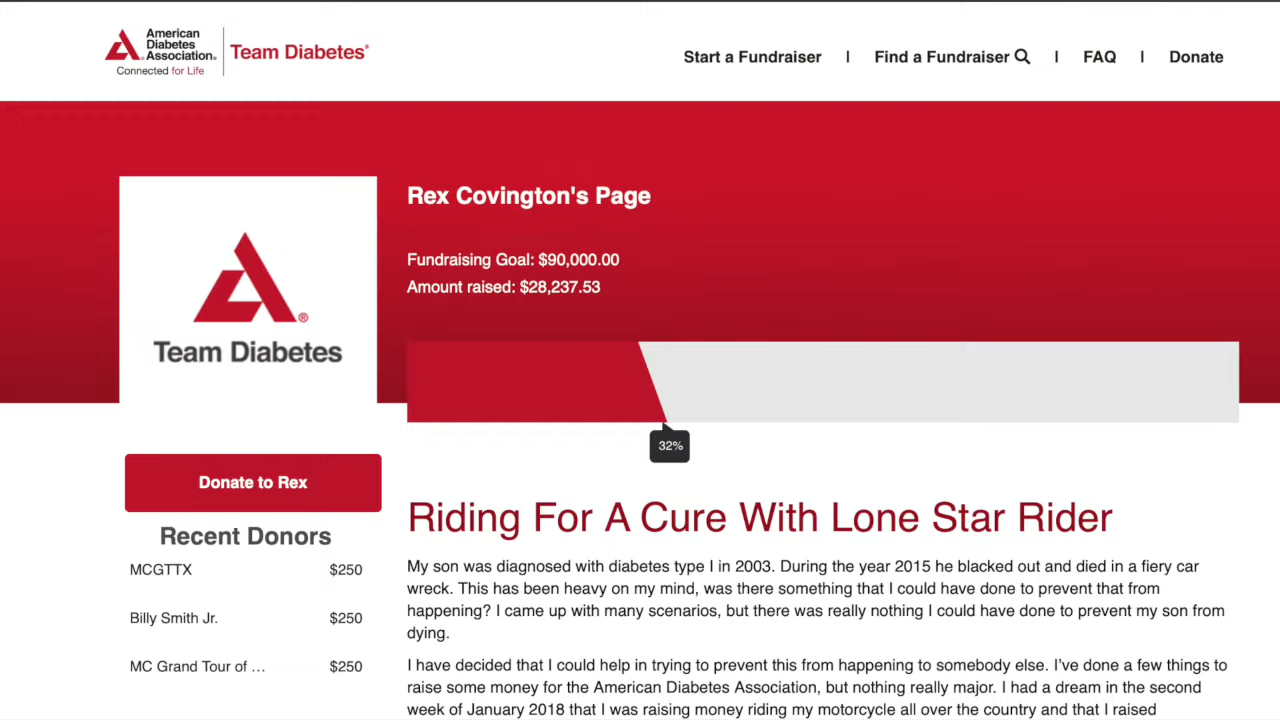 American
Diabetes
Association®
Connected for Life
Team Diabetes®
Start a Fundraiser | Find a Fundraiser | FAQ | Donate
Rex Covington's Page
Fundraising Goal: $90,000.00
Amount raised: $28,237.53
®
Team Diabetes
32%
Donate to Rex
Recent Donors
MCGTTX $250
Billy Smith Jr. $250
MC Grand Tour of … $250
Riding For A Cure With Lone Star Rider
My son was diagnosed with diabetes type I in 2003. During the year 2015 he blacked out and died in a fiery car
wreck. This has been heavy on my mind, was there something that I could have done to prevent that from
happening? I came up with many scenarios, but there was really nothing I could have done to prevent my son from
dying.
I have decided that I could help in trying to prevent this from happening to somebody else. I've done a few things to
raise some money for the American Diabetes Association, but nothing really major. I had a dream in the second
week of January 2018 that I was raising money riding my motorcycle all over the country and that I raised